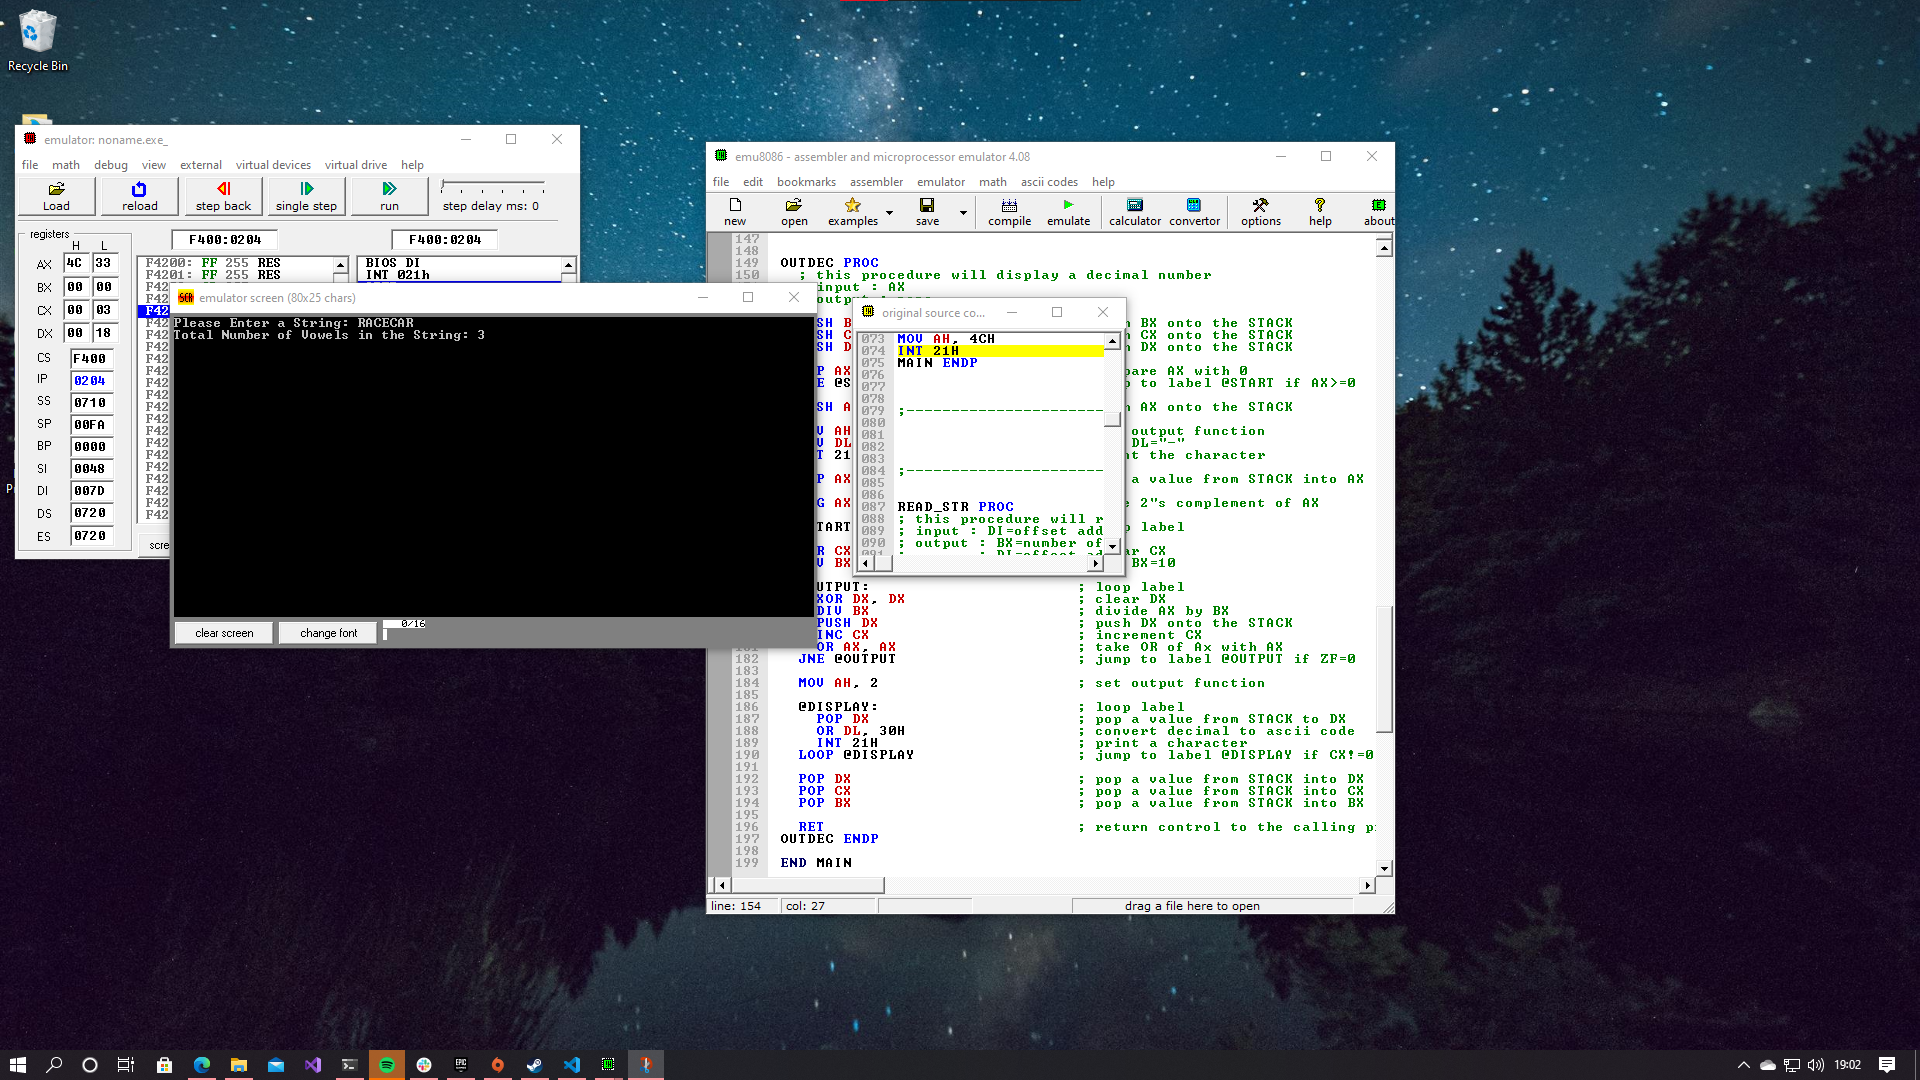 Recycle Bin
emulator: noname.exe_
file math debug view external virtual devices virtual drive help
Load reload step back single step run step delay ms: 0
registers
H L
F400:0204 F400:0204
AX 4C 33
BX 00 00
CX 00 03
DX 00 18
CS F400
IP 0204
SS 0710
SP 00FA
BP 0000
SI 0048
DI 007D
DS 0720
ES 0720
F4200: FF 255 RES
F4201: FF 255 RES
BIOS DI
INT 021h
scre
emulator screen (80x25 chars)
Please Enter a String: RACECAR
Total Number of Vowels in the String: 3
clear screen change font 0/16
emu8086 - assembler and microprocessor emulator 4.08
file edit bookmarks assembler emulator math ascii codes help
new open examples save compile emulate calculator convertor options help about
147
148
149 OUTDEC PROC
150 ; this procedure will display a decimal number
input : AX
original source co...
073 MOV AH, 4CH
074 INT 21H
075 MAIN ENDP
076
077
078
079 ;-----------------------
080
081
082
083
084 ;-----------------------
085
086
087 READ_STR PROC
088 ; this procedure will r
089 ; input : DI=offset add
090 ; output : BX=number of
BX onto the STACK
CX onto the STACK
DX onto the STACK
pare AX with 0
to label @START if AX>=0
AX onto the STACK
output function
DL="-"
the character
a value from STACK into AX
2"s complement of AX
label
CX
BX=10
UTPUT: ; loop label
XOR DX, DX ; clear DX
DIV BX ; divide AX by BX
PUSH DX ; push DX onto the STACK
INC CX ; increment CX
OR AX, AX ; take OR of Ax with AX
182 JNE @OUTPUT ; jump to label @OUTPUT if ZF=0
183
184 MOV AH, 2 ; set output function
185
186 @DISPLAY: ; loop label
187 POP DX ; pop a value from STACK to DX
188 OR DL, 30H ; convert decimal to ascii code
189 INT 21H ; print a character
190 LOOP @DISPLAY ; jump to label @DISPLAY if CX!=0
191
192 POP DX ; pop a value from STACK into DX
193 POP CX ; pop a value from STACK into CX
194 POP BX ; pop a value from STACK into BX
195
196 RET ; return control to the calling p
197 OUTDEC ENDP
198
199 END MAIN
line: 154 col: 27 drag a file here to open
19:02